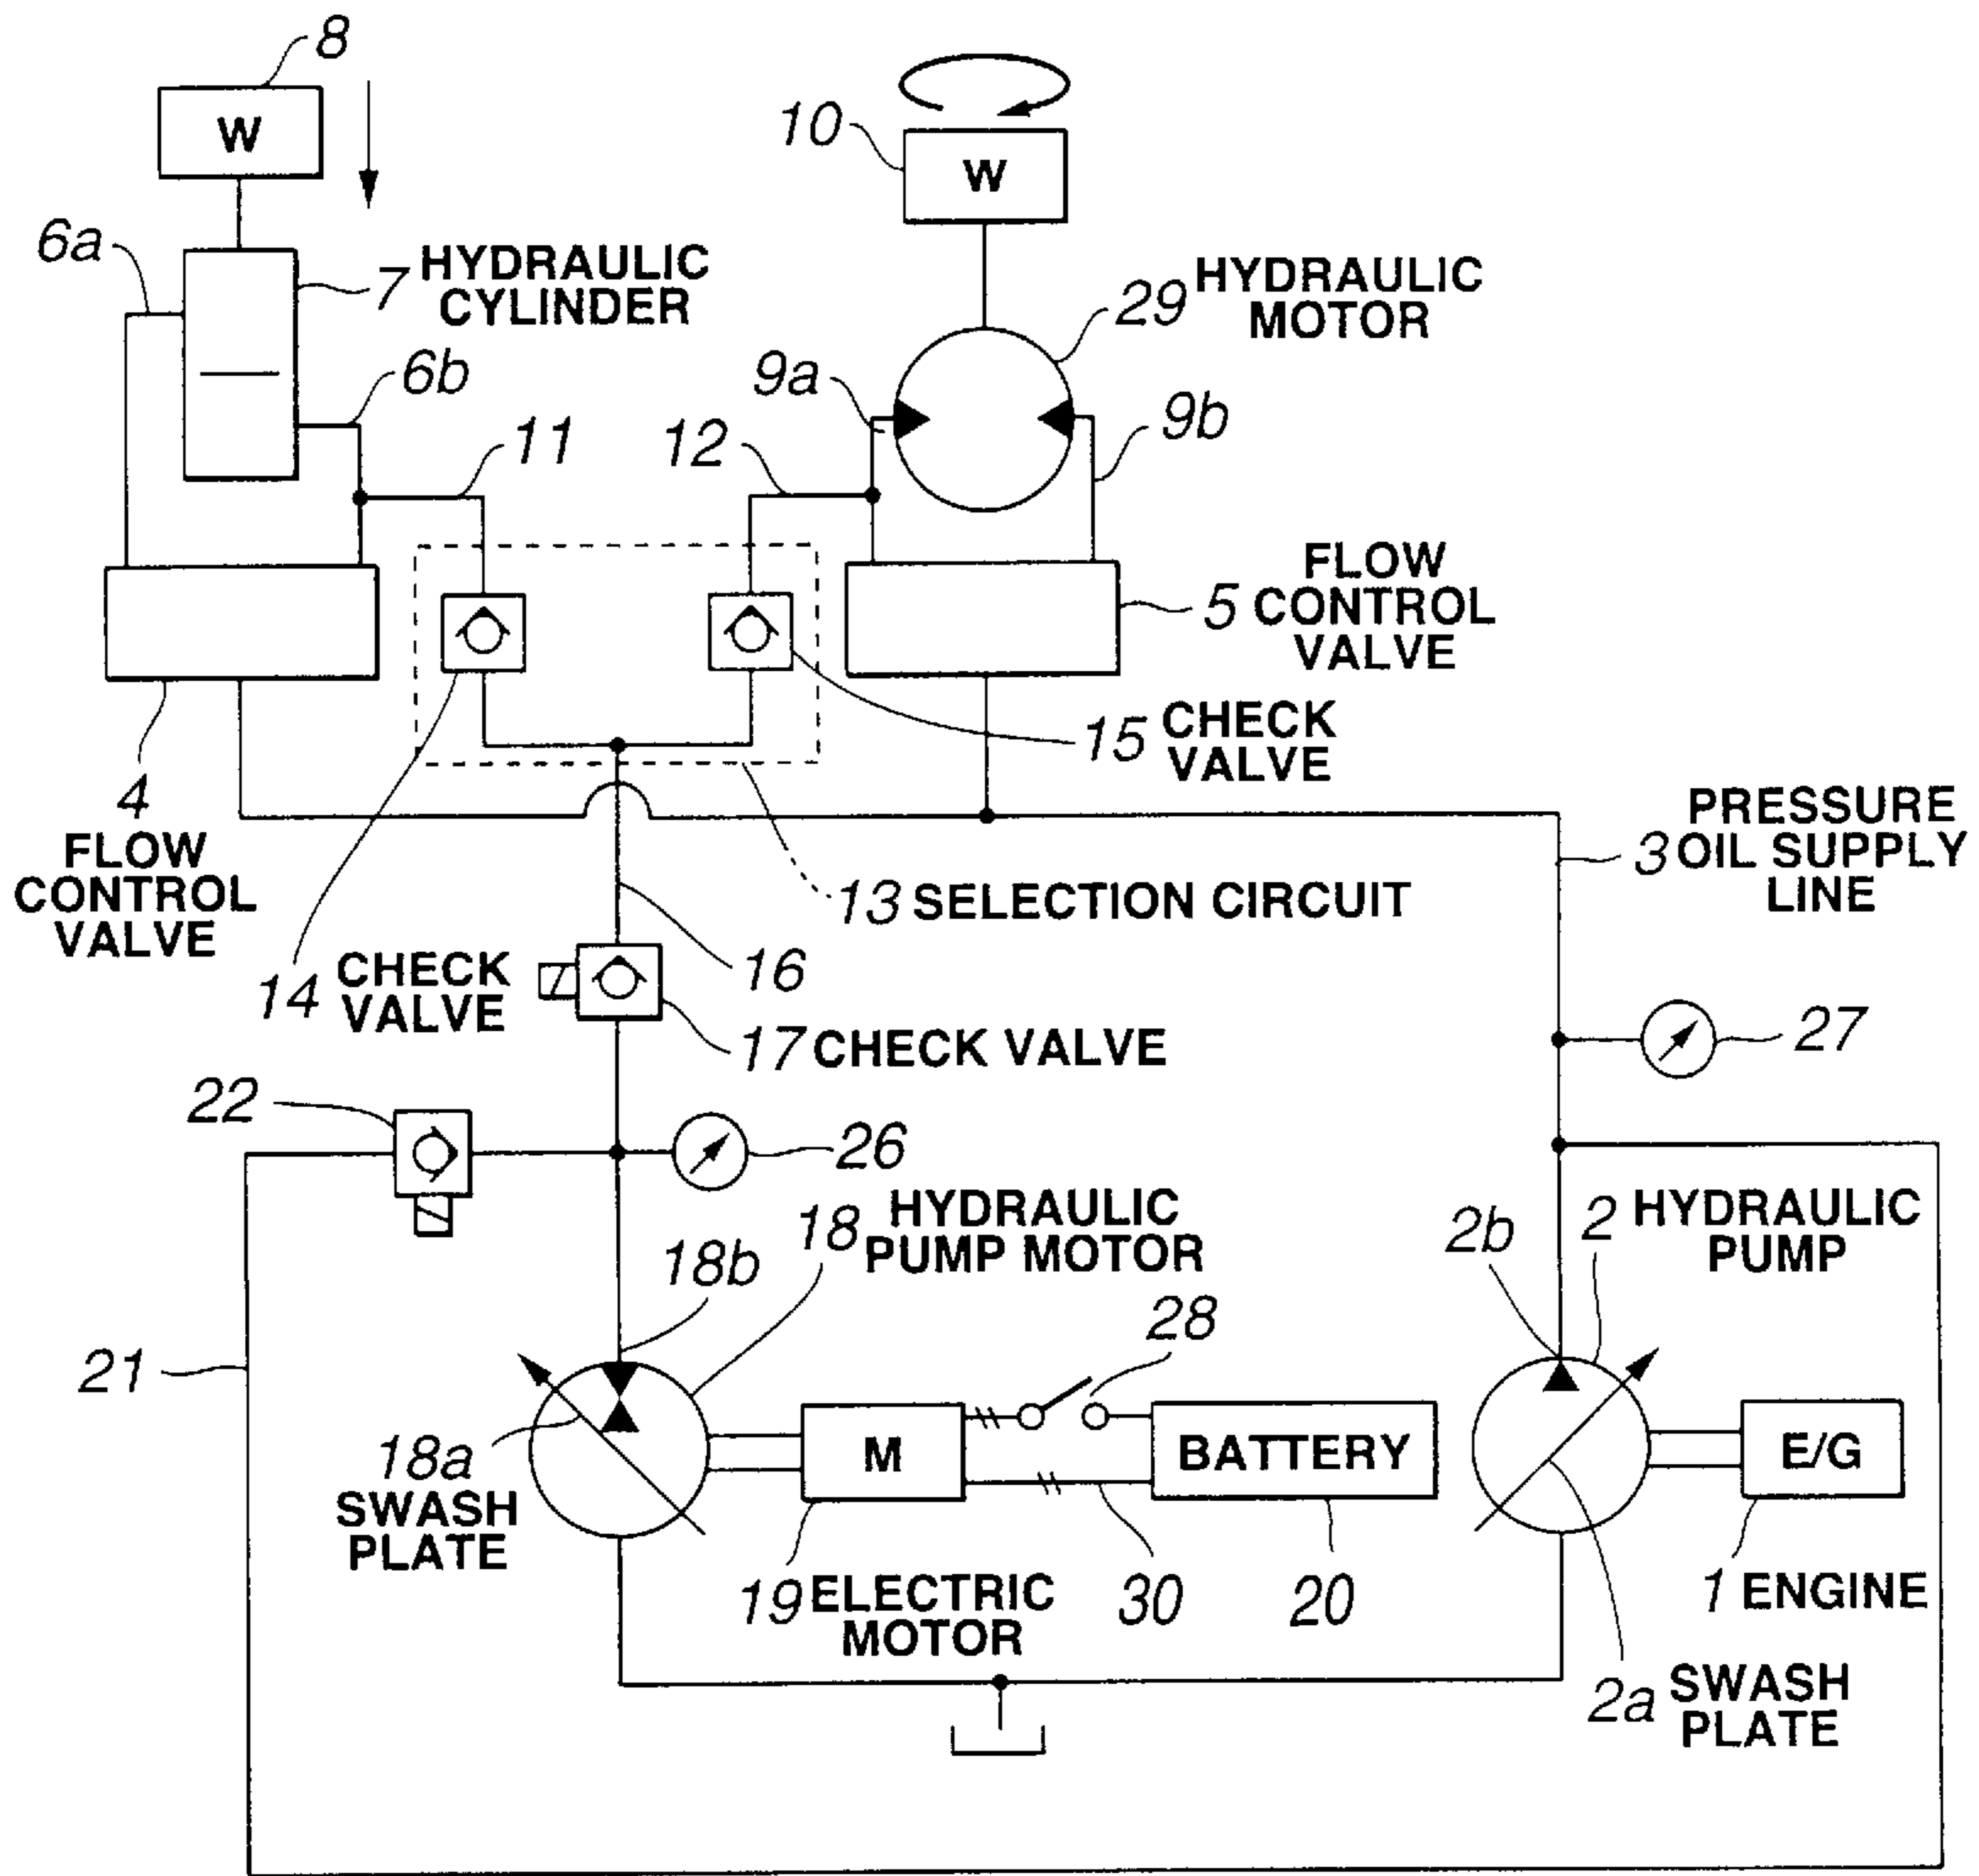 8
W
10
W
6a
7 HYDRAULIC
CYLINDER
29 HYDRAULIC
MOTOR
6b
9a
9b
11
12
5 FLOW
CONTROL
VALVE
15 CHECK
VALVE
4
FLOW
CONTROL
VALVE
3 PRESSURE
OIL SUPPLY
LINE
13 SELECTION CIRCUIT
14 CHECK
VALVE
16
17 CHECK VALVE
27
22
26
18 HYDRAULIC
PUMP MOTOR
18b
2b
2 HYDRAULIC
PUMP
28
21
18a
SWASH
PLATE
M
BATTERY
E/G
19 ELECTRIC
MOTOR
30
20
1 ENGINE
2a SWASH
PLATE